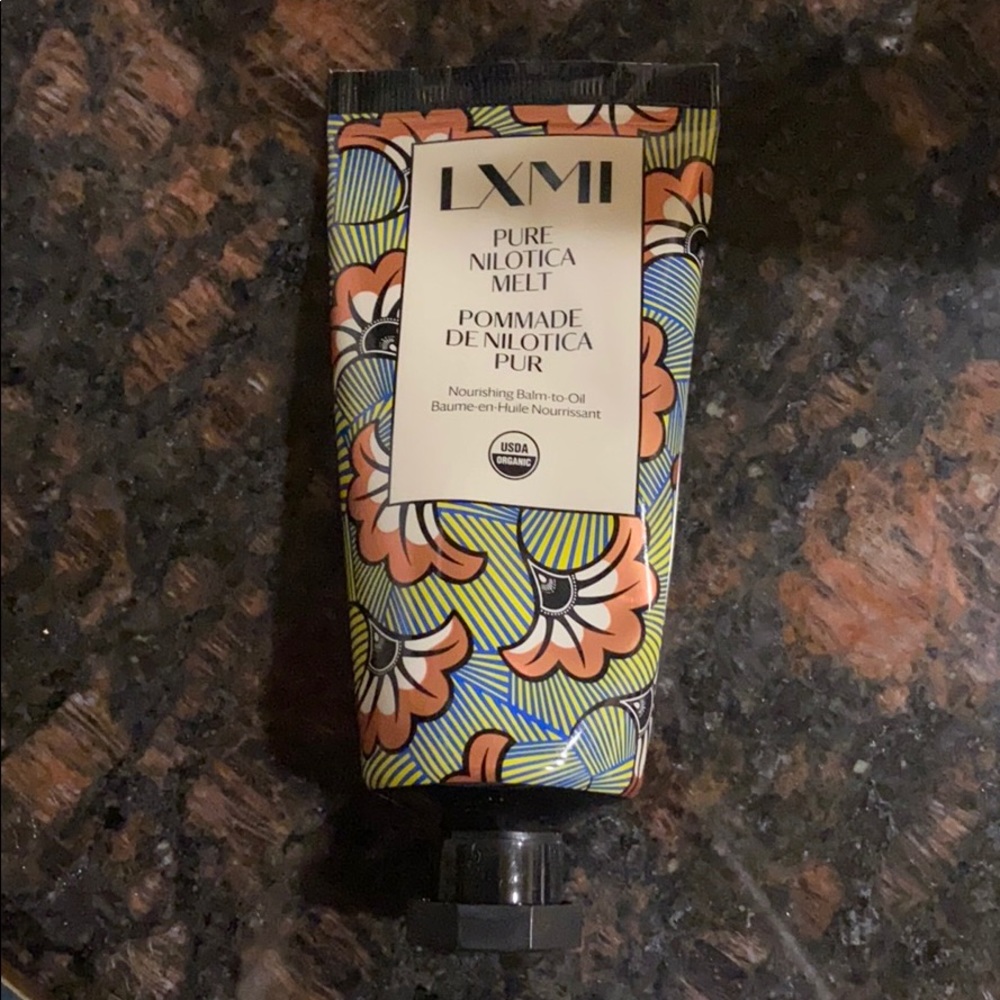 LXMI
PURE
NILOTICA
MELT
POMMADE
DE NILOTICA
PUR
Nourishing Balm-to-Oil
Baume-en-Huile Nourrissant
USDA
ORGANIC